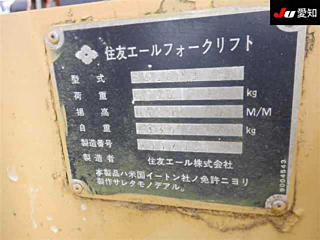 Ju 愛知
住友エールフォークリフト
型式
荷重 kg
揚高 M/M
自重 kg
製造番号
製造者 住友エール株式会社
本製品ハ米国イートン社ノ免許ニヨリ
製作サレタモノデアル。
9004543